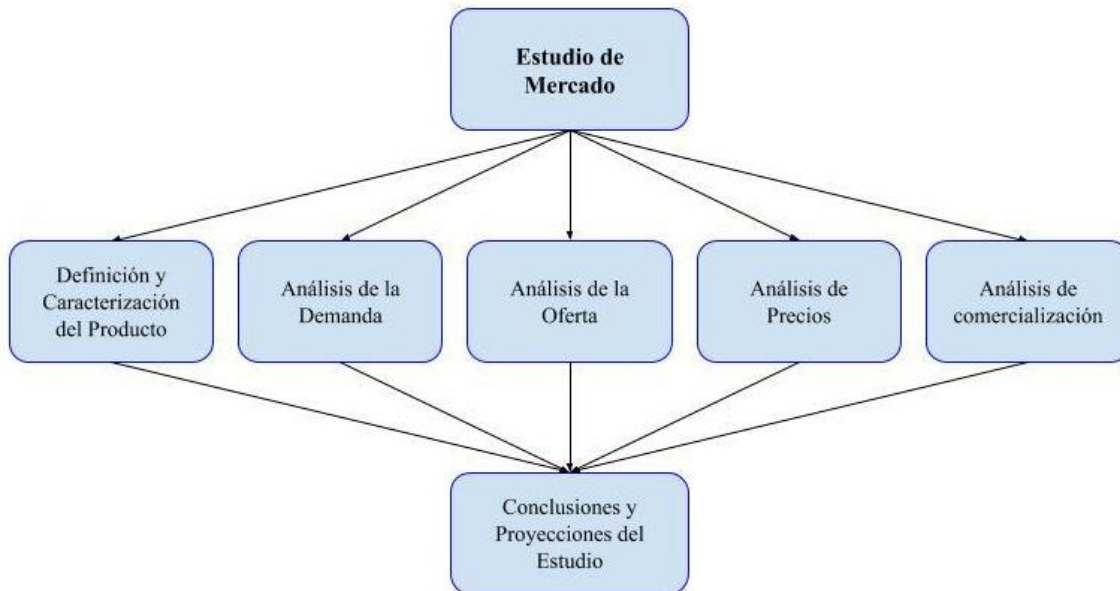 Estudio de
Mercado
Definición y
Caracterización
del Producto
Análisis de la
Demanda
Análisis de la
Oferta
Análisis de
Precios
Análisis de
comercialización
Conclusiones y
Proyecciones del
Estudio